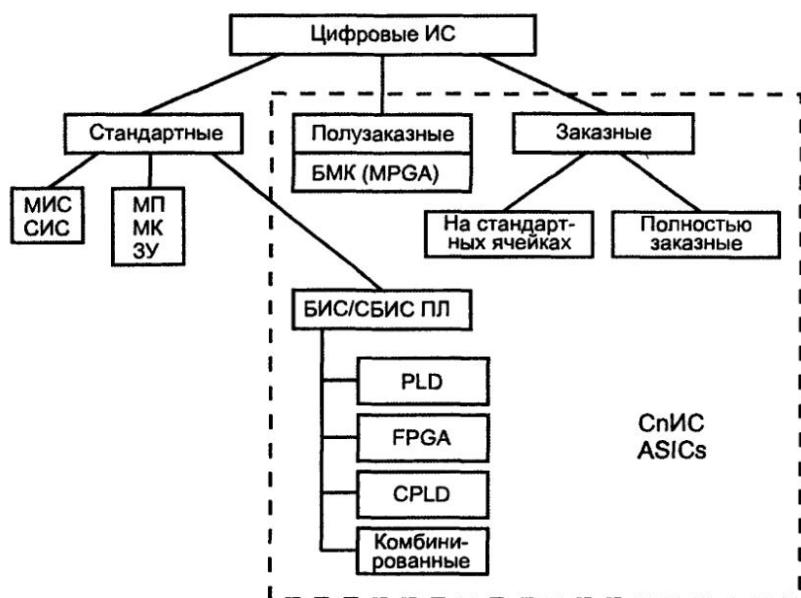 Цифровые ИС
Стандартные
Полузаказные
БМК (MPGA)
Заказные
МИС
СИС
МП
МК
ЗУ
На стандарт-
ных ячейках
Полностью
заказные
БИС/СБИС ПЛ
PLD
FPGA
CPLD
Комбини-
рованные
СпИС
ASICs